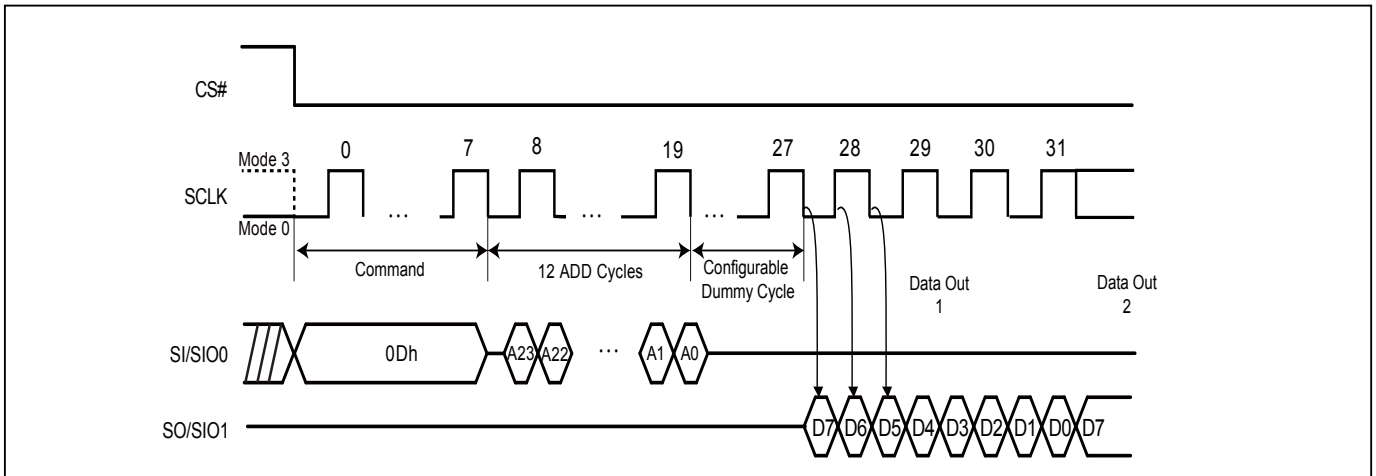 CS#
0 7 8 19 27 28 29 30 31
Mode 3
SCLK
... ... ...
Mode 0
Command 12 ADD Cycles Configurable Dummy Cycle
Data Out 1
Data Out 2
SI/SIO0 0Dh A23 A22 ... A1 A0
SO/SIO1 D7 D6 D5 D4 D3 D2 D1 D0 D7